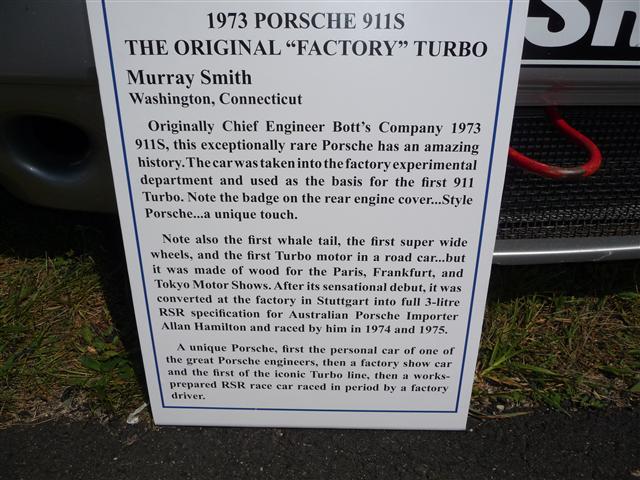 1973 PORSCHE 911S
THE ORIGINAL “FACTORY” TURBO
Murray Smith
Washington, Connecticut
Originally Chief Engineer Bott's Company 1973
911S, this exceptionally rare Porsche has an amazing
history. The car was taken into the factory experimental
department and used as the basis for the first 911
Turbo. Note the badge on the rear engine cover...Style
Porsche...a unique touch.
Note also the first whale tail, the first super wide
wheels, and the first Turbo motor in a road car...but
it was made of wood for the Paris, Frankfurt, and
Tokyo Motor Shows. After its sensational debut, it was
converted at the factory in Stuttgart into full 3-litre
RSR specification for Australian Porsche Importer
Allan Hamilton and raced by him in 1974 and 1975.
A unique Porsche, first the personal car of one of
the great Porsche engineers, then a factory show car
and the first of the iconic Turbo line, then a works-
prepared RSR race car raced in period by a factory
driver.